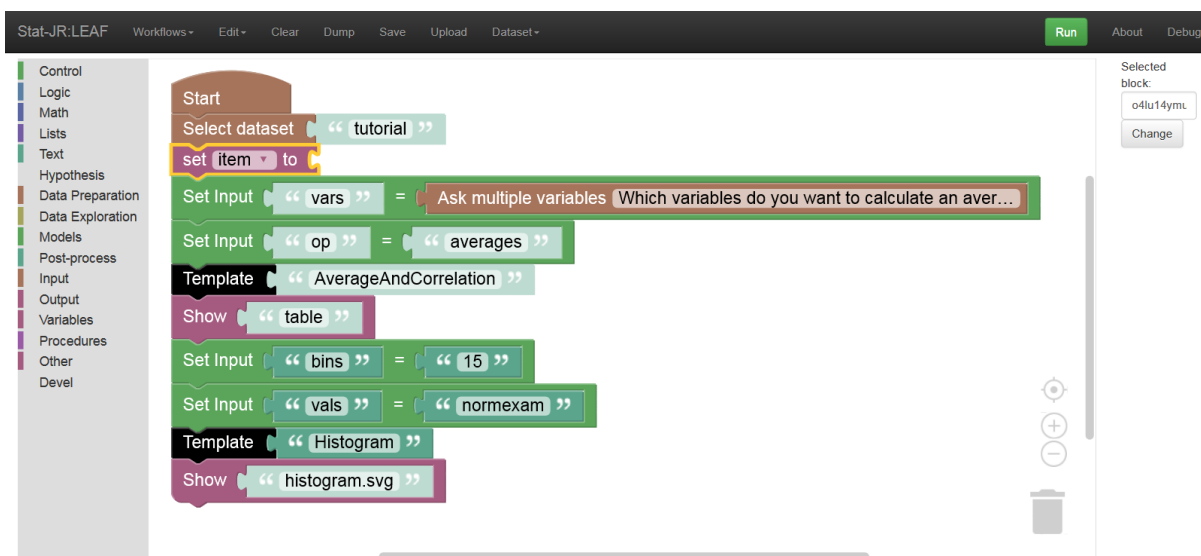 Stat-JR:LEAF Workflows Edit Clear Dump Save Upload Dataset Run About Debug
Control
Logic
Math
Lists
Text
Hypothesis
Data Preparation
Data Exploration
Models
Post-process
Input
Output
Variables
Procedures
Other
Devel
Start
Select dataset “ tutorial ”
set item to
Set Input “ vars ” = Ask multiple variables Which variables do you want to calculate an aver...
Set Input “ op ” = “ averages ”
Template “ AverageAndCorrelation ”
Show “ table ”
Set Input “ bins ” = “ 15 ”
Set Input “ vals ” = “ normexam ”
Template “ Histogram ”
Show “ histogram.svg ”
Selected
block:
o4lu14ymu
Change